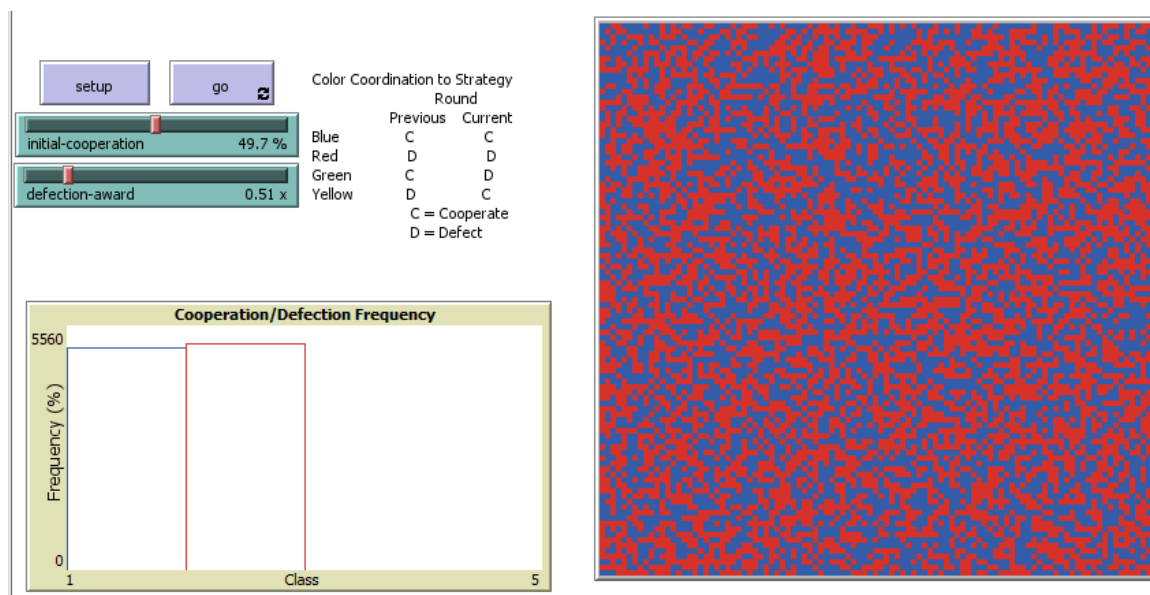 setup
go
initial-cooperation 49.7 %
defection-award 0.51 x
Color Coordination to Strategy
Round
Previous Current
Blue C C
Red D D
Green C D
Yellow D C
C = Cooperate
D = Defect
Cooperation/Defection Frequency
5560
Frequency (%)
0
1 Class 5